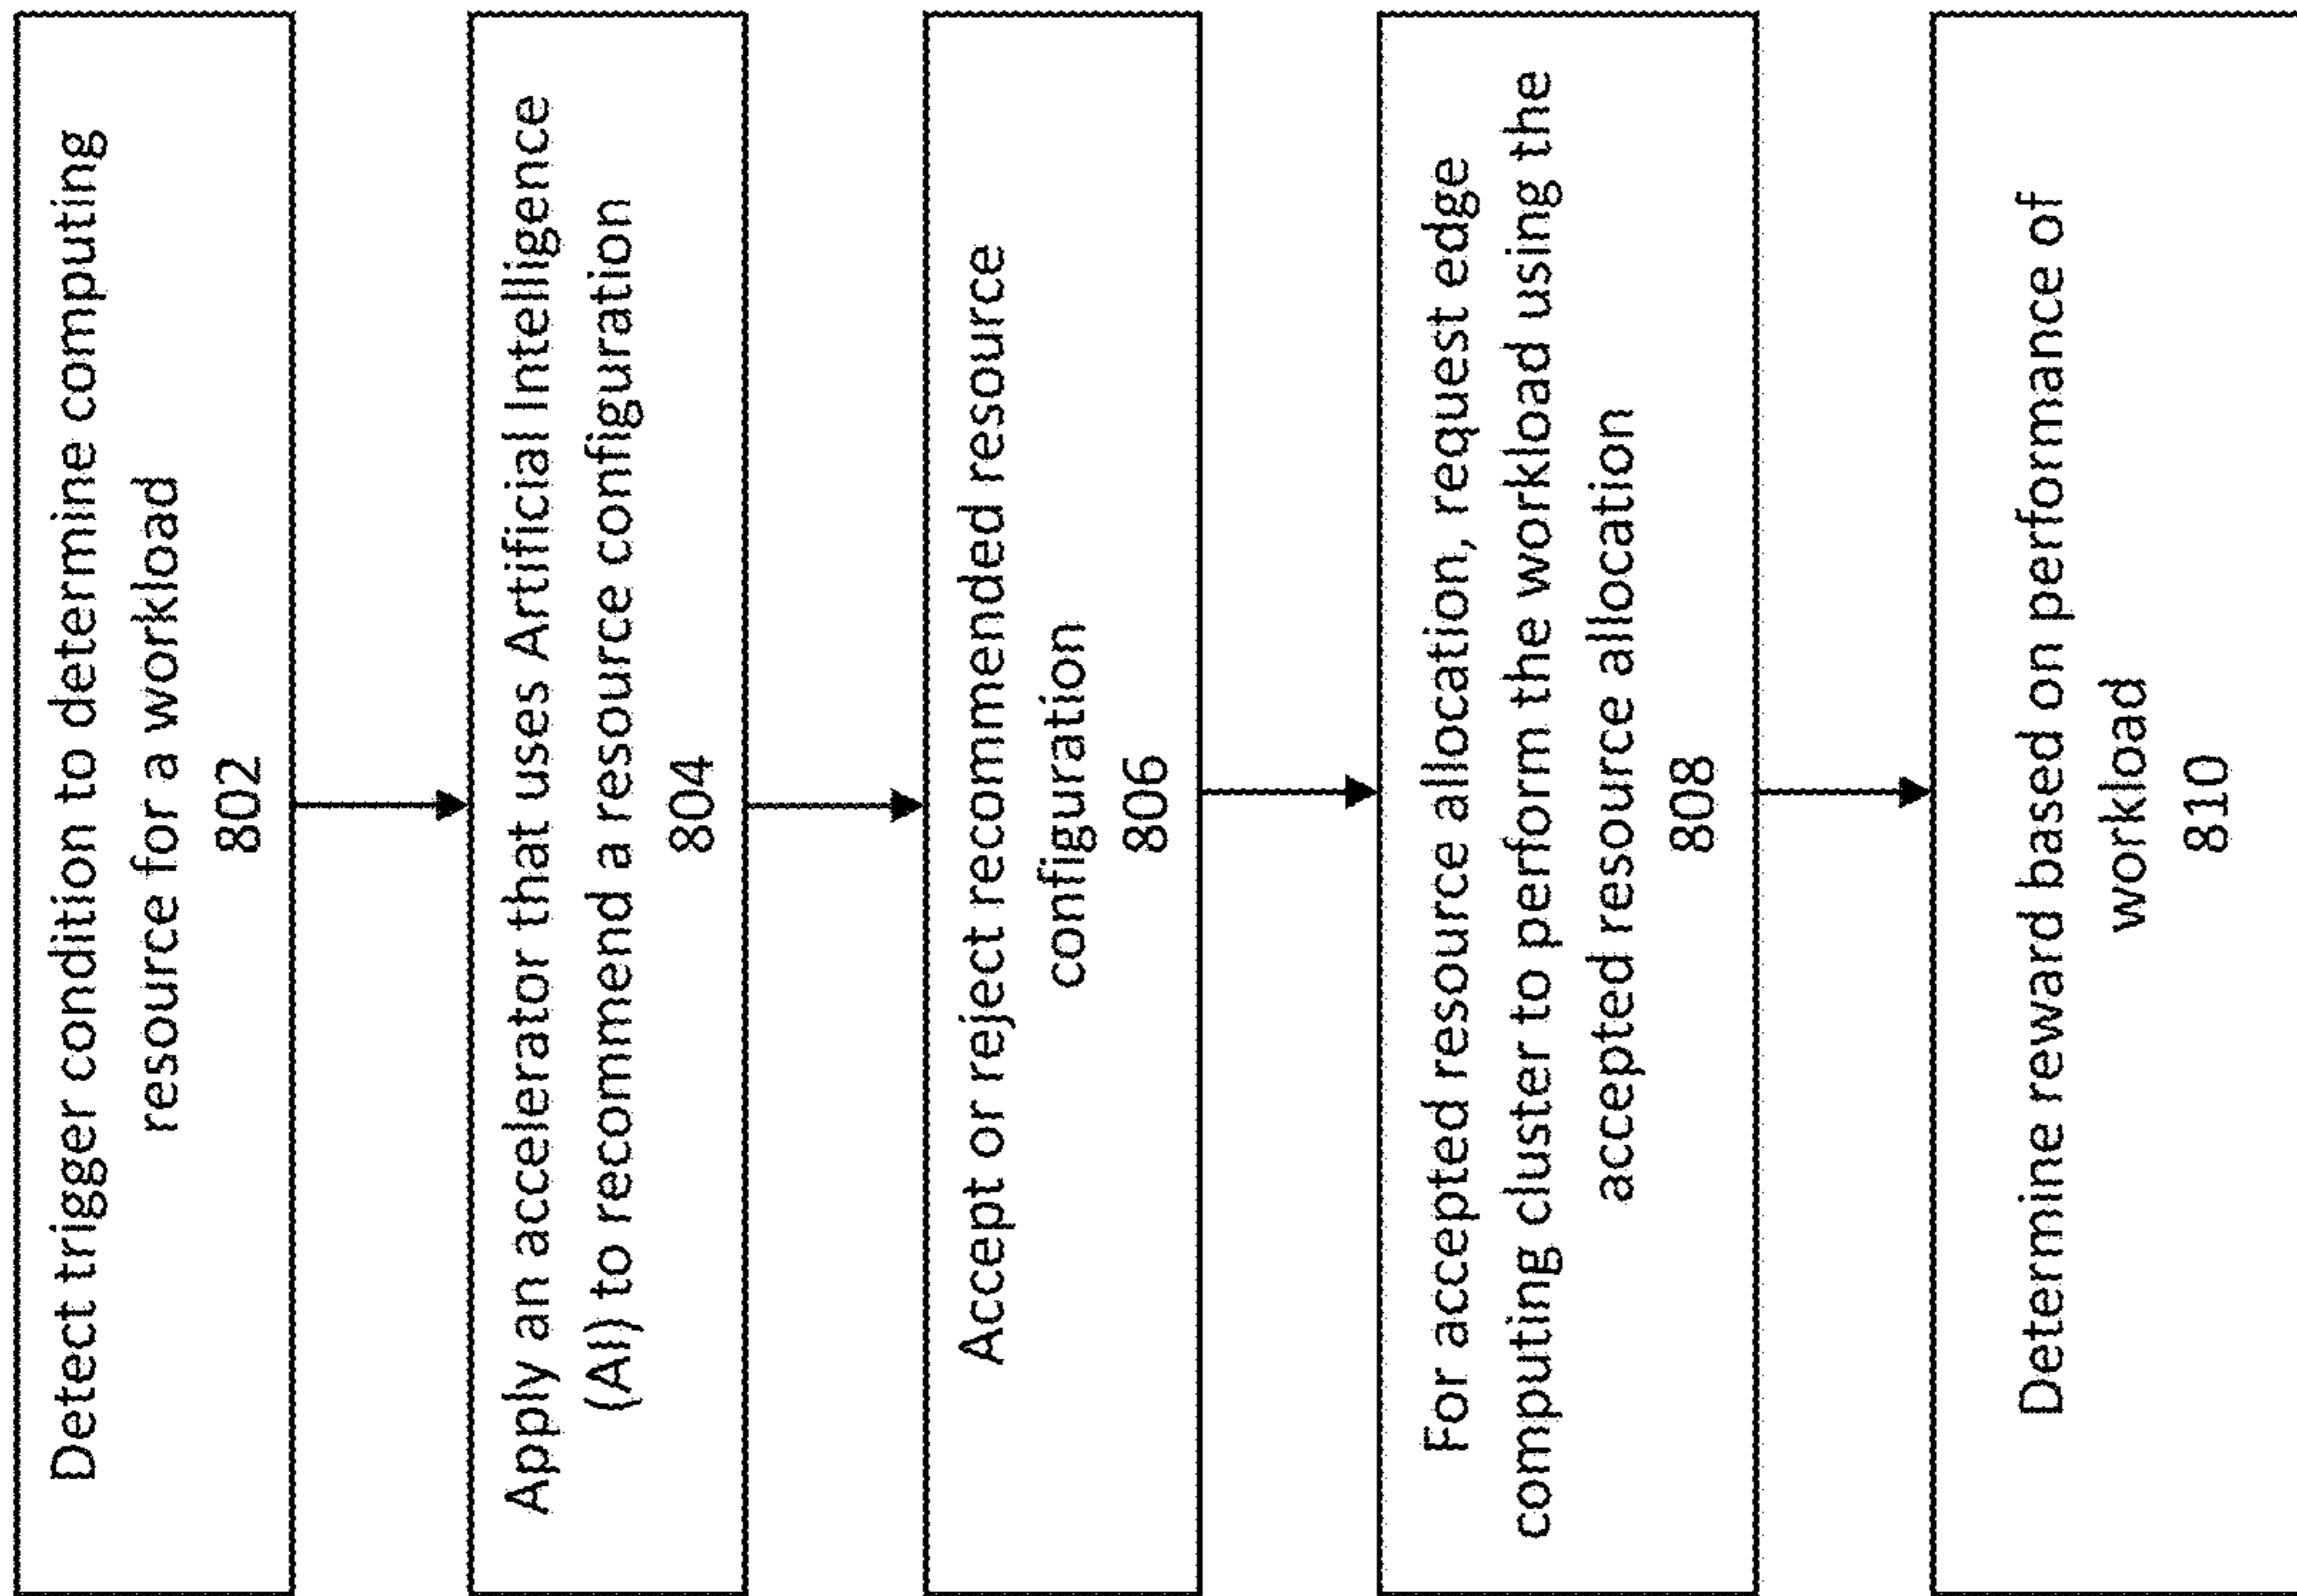 Detect trigger condition to determine computing
resource for a workload
802
Apply an accelerator that uses Artificial Intelligence
(AI) to recommend a resource configuration
804
Accept or reject recommended resource
configuration
806
For accepted resource allocation, request edge
computing cluster to perform the workload using the
accepted resource allocation
808
Determine reward based on performance of
workload
810